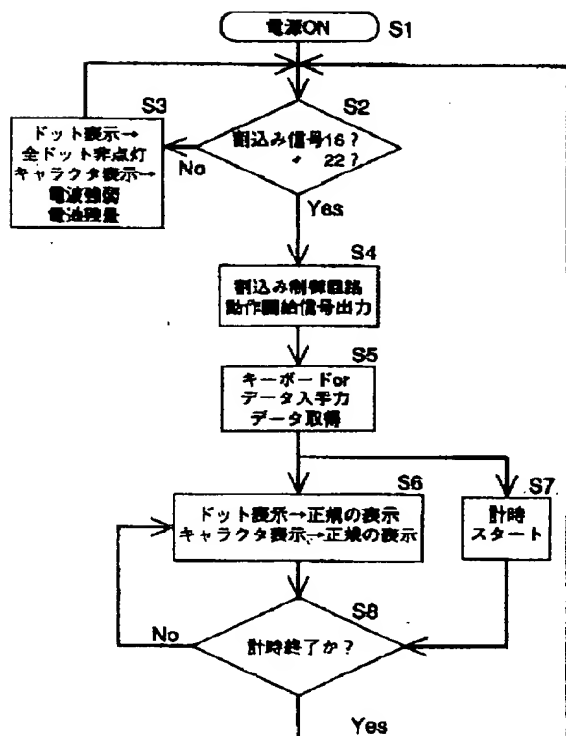 電源ON
S1
S3
S2
ドット表示→
全ドット非点灯
キャラクタ表示→
電波強弱
電池残量
割込み信号16？
〃 22？
No
Yes
S4
割込み制御回路
動作開始信号出力
S5
キーボードor
データ入手力
データ取得
S6
S7
ドット表示→正規の表示
キャラクタ表示→正規の表示
計時
スタート
S8
No
計時終了か？
Yes